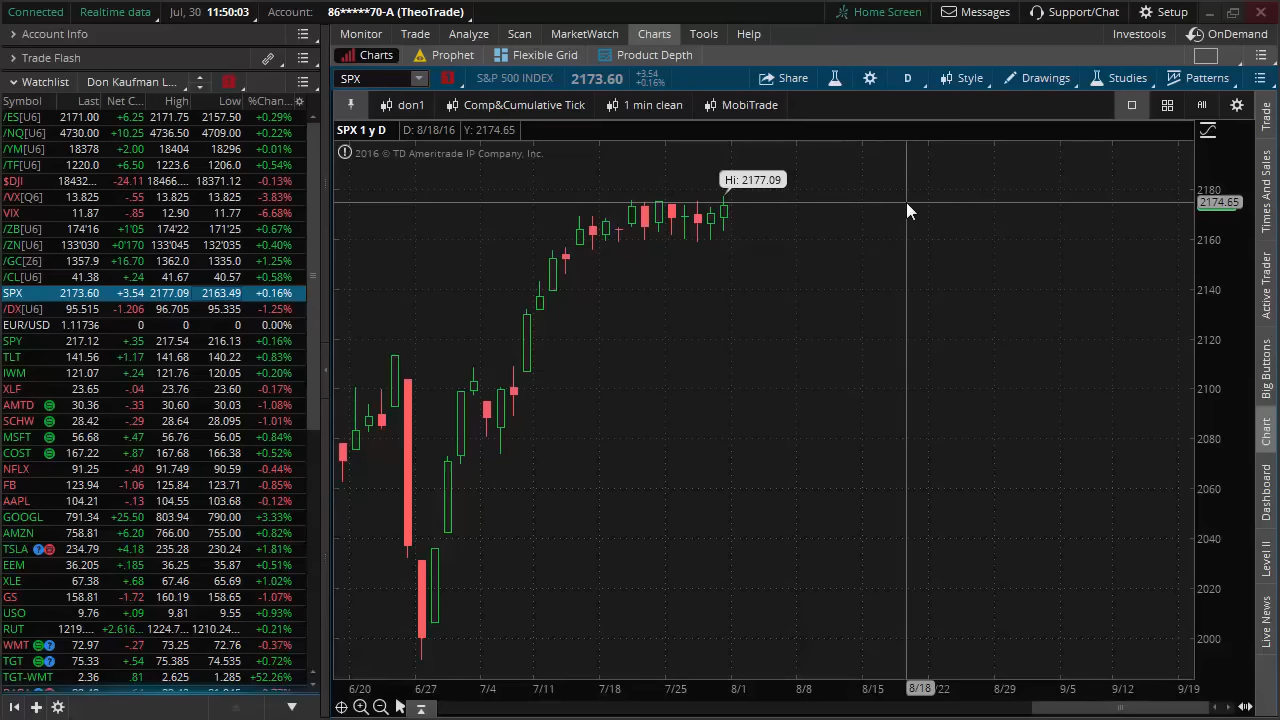 Connected Realtime data Jul, 30 11:50:03 Account: 86*****70-A (TheoTrade) Home Screen Messages Support/Chat Setup
Account Info Monitor Trade Analyze Scan MarketWatch Charts Tools Help Investools OnDemand
Trade Flash Charts Prophet Flexible Grid Product Depth
Watchlist Don Kaufman L... 1 SPX 1 S&P 500 INDEX 2173.60 +3.54 +0.16% Share D Style Drawings Studies Patterns
Symbol Last Net C... High Low %Chan... don1 Comp&Cumulative Tick 1 min clean MobiTrade All
/ES[U6] 2171.00 +6.25 2171.75 2157.50 +0.29%
/NQ[U6] 4730.00 +10.25 4736.50 4709.00 +0.22%
/YM[U6] 18378 +2.00 18404 18296 +0.01%
/TF[U6] 1220.0 +6.50 1223.6 1206.0 +0.54%
$DJI 18432... -24.11 18466.... 18371.12 -0.13%
/VX[Q6] 13.825 -.55 13.825 -3.83%
VIX 11.87 -.85 12.90 11.77 -6.68%
/ZB[U6] 174'16 +1'05 174'22 +1.25% 
/ZN[U6] 133'040 +0'170 133'045 +0.67%
/GC[Z6] 1357.9 +16.70 1362.0 1335.0 +1.25%
/CL[U6] 41.38 +.24 41.67 40.57 +0.58%
SPX 2173.60 +3.54 2177.09 2163.49 +0.16%
/DX[U6] 95.515 -1.206 96.705 95.335 -1.25%
EUR/USD 1.11736 0 0 0 0.00%
SPY 217.12 +.35 217.54 216.13 +0.16%
TLT 141.56 +1.17 141.68 140.22 +0.83%
IWM 121.07 +.24 121.76 120.05 +0.20%
XLF 23.65 -.04 23.76 23.60 -0.17%
AMTD 30.36 -.33 30.60 30.03 -1.08%
SCHW 28.42 -.29 28.64 28.095 -1.01%
MSFT 56.68 +.47 56.76 56.05 +0.84%
COST 167.22 +.87 167.68 166.38 +0.52%
NFLX 91.25 -.40 91.749 90.59 -0.44%
FB 123.94 -1.06 125.84 123.71 -0.85%
AAPL 104.21 -.13 104.55 103.68 -0.12%
GOOGL 791.34 +25.50 803.94 790.00 +3.33%
AMZN 758.81 +6.20 766.00 755.00 +0.82%
TSLA 234.79 +4.18 235.28 230.24 +1.81%
EEM 36.205 +.185 36.25 35.87 +0.51%
XLE 67.38 +.68 67.46 65.69 +1.02%
GS 158.81 -1.72 160.19 158.65 -1.07%
USO 9.76 +.09 9.81 9.55 +0.93%
RUT 1219.... +2.616... 1224.7... 1210.24... +0.21%
WMT 72.97 -.27 73.25 72.76 -0.37%
TGT 75.33 +.54 75.385 74.535 +0.72%
TGT-WMT 2.36 .81 2.625 1.285 +52.26%
SPX 1 y D D: 8/18/16 Y: 2174.65
2016 © TD Ameritrade IP Company, Inc.
Hi: 2177.09
2180
2174.65
2160
2140
2120
2100
2080
2060
2040
2020
2000
6/20 6/27 7/4 7/11 7/18 7/25 8/1 8/8 8/15 8/18 /22 8/29 9/5 9/12 9/19
Trade
Times And Sales
Active Trader
Big Buttons
Chart
Dashboard
Level II
Live News